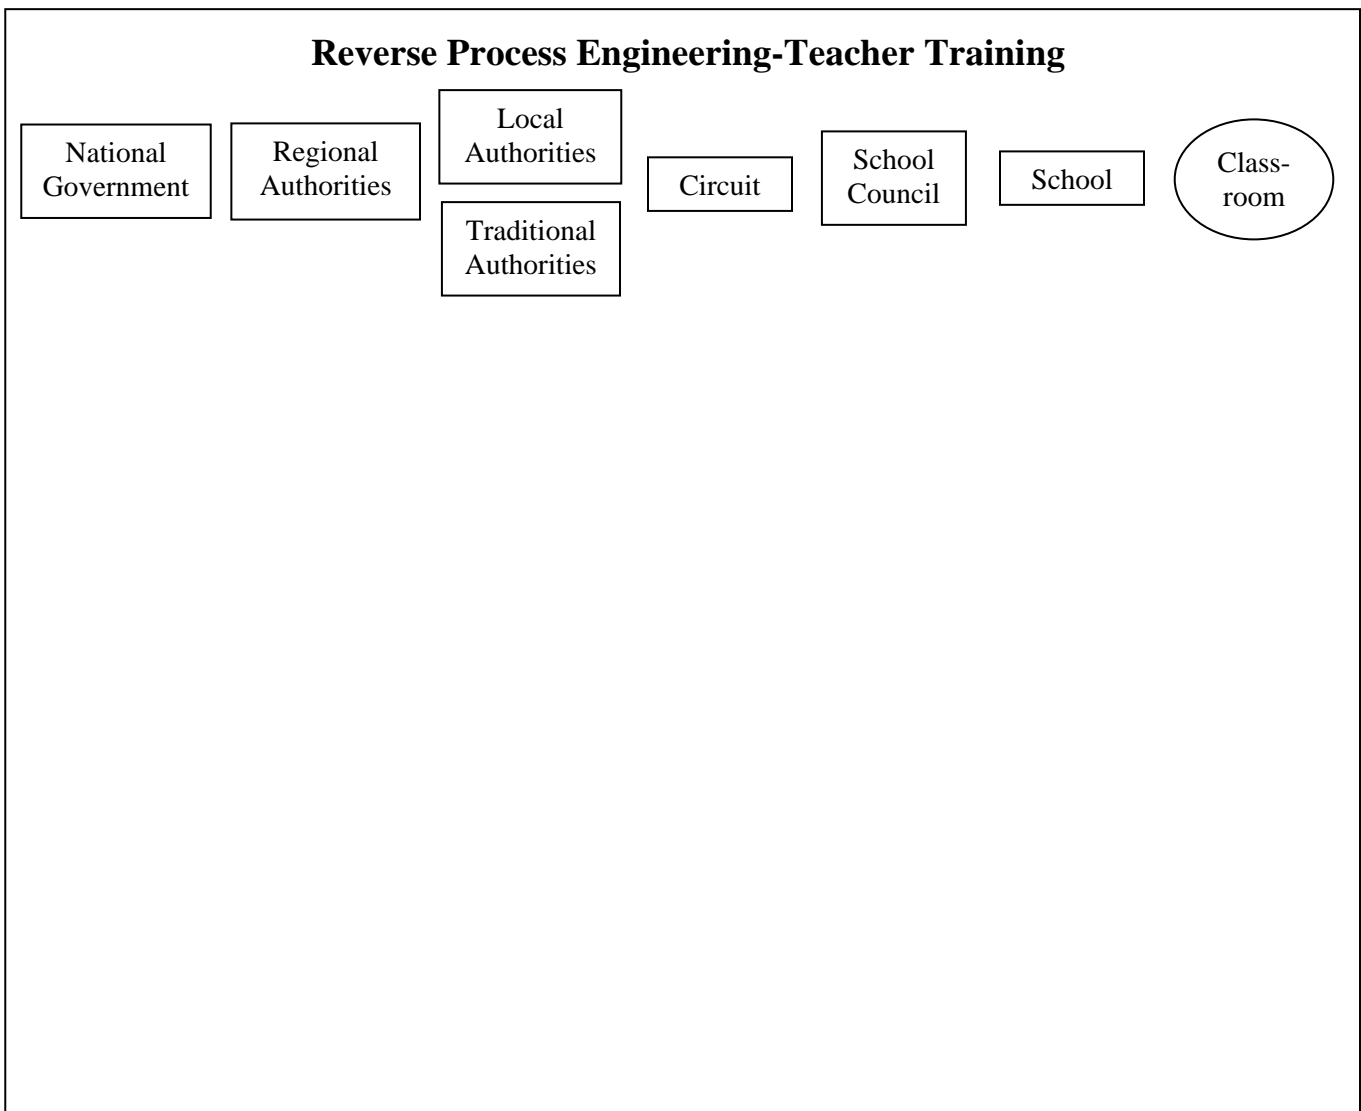 Reverse Process Engineering-Teacher Training
National
Government
Regional
Authorities
Local
Authorities
Traditional
Authorities
Circuit
School
Council
School
Class-
room